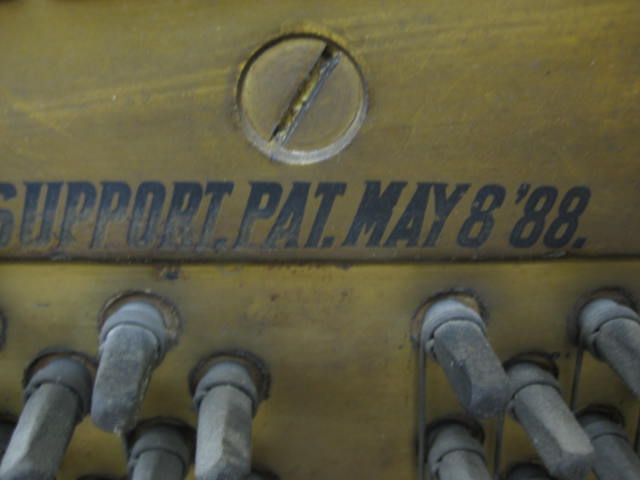 SUPPORT, PAT. MAY 8 '88.